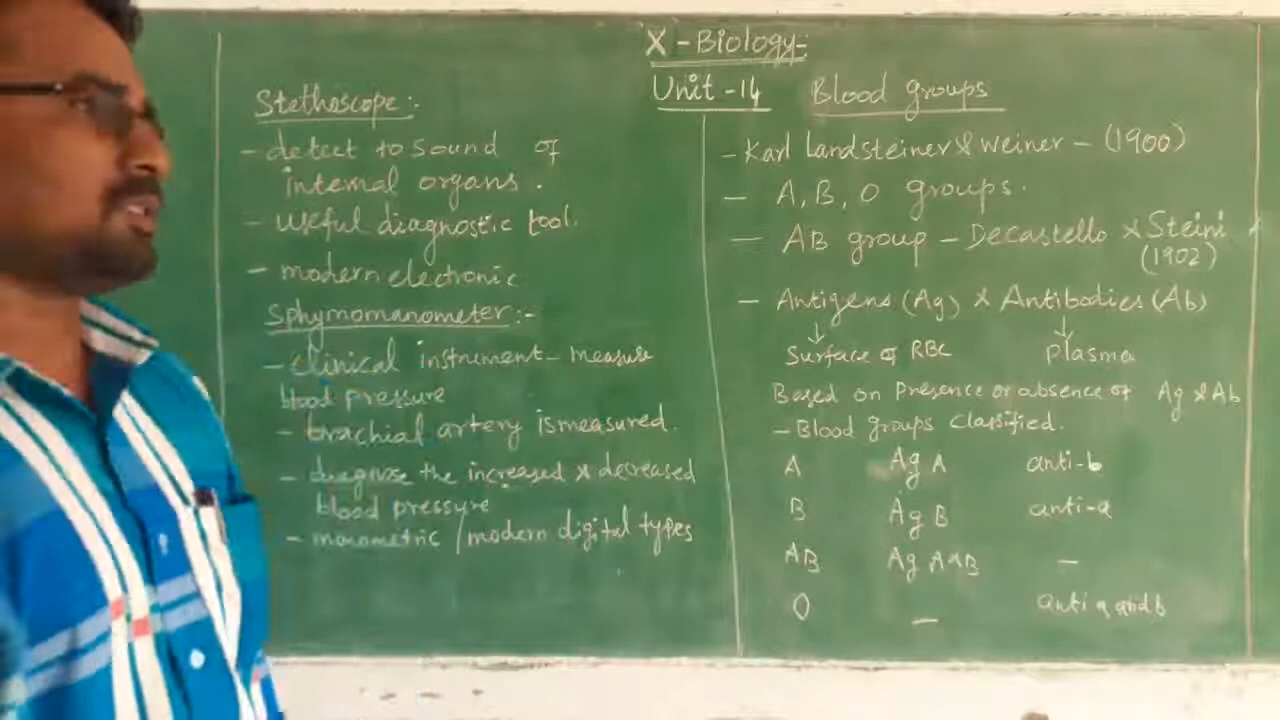 X - Biology:-
Unit - 14 Blood groups
Stethoscope:-
- detect to sound of
internal organs.
- useful diagnostic tool.
- modern electronic
Sphymomanometer:-
- clinical instrument - measure
blood pressure
- brachial artery is measured.
- diagnose the increased & decreased
blood pressure
- manometric / modern digital types
- Karl Landsteiner & Weiner - (1900)
- A, B, O groups.
- AB group - Decastello & Steini
(1902)
- Antigens (Ag) & Antibodies (Ab)
↓ ↓
Surface of RBC plasma
Based on Presence or absence of Ag & Ab
- Blood groups classified.
A Ag A anti-b
B Ag B anti-a
AB Ag A&B -
O - anti a and b